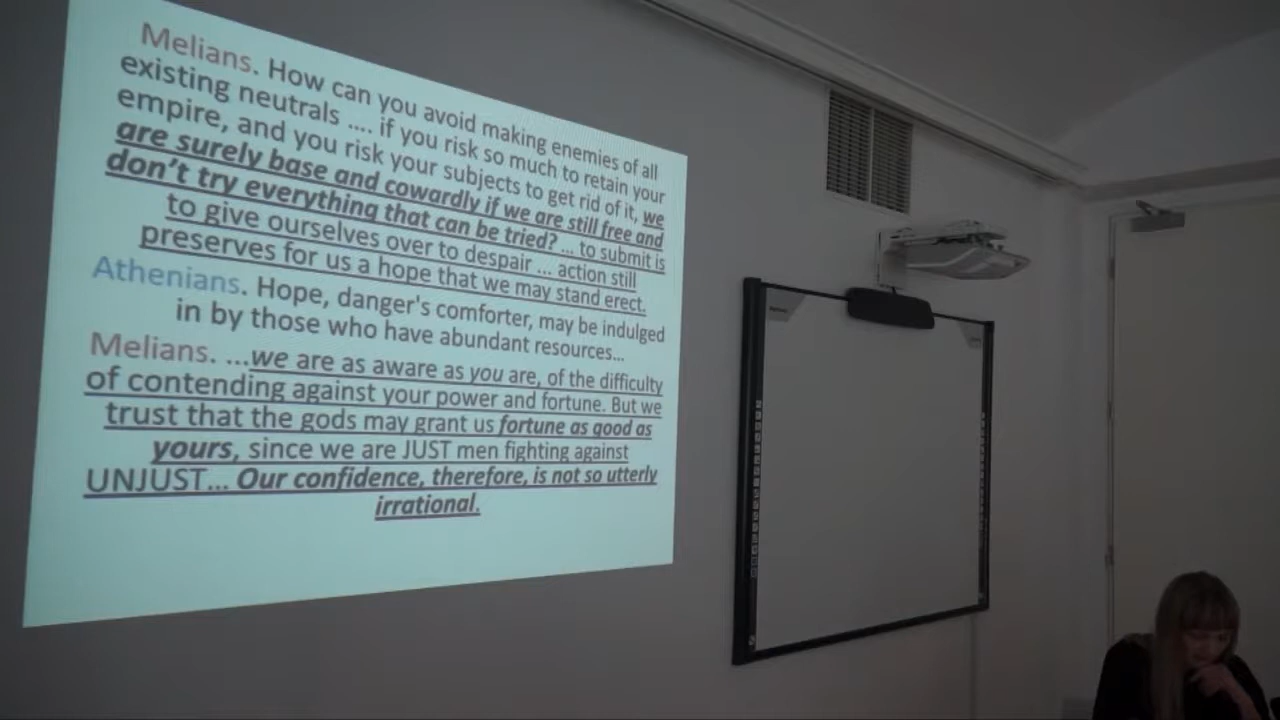 Melians. How can you avoid making enemies of all
existing neutrals .... if you risk so much to retain your
empire, and you risk your subjects to get rid of it, we
are surely base and cowardly if we are still free and
don't try everything that can be tried? ... to submit is
to give ourselves over to despair ... action still
preserves for us a hope that we may stand erect.
Athenians. Hope, danger's comforter, may be indulged
in by those who have abundant resources...
Melians. ...we are as aware as you are, of the difficulty
of contending against your power and fortune. But we
trust that the gods may grant us fortune as good as
yours, since we are JUST men fighting against
UNJUST... Our confidence, therefore, is not so utterly
irrational.